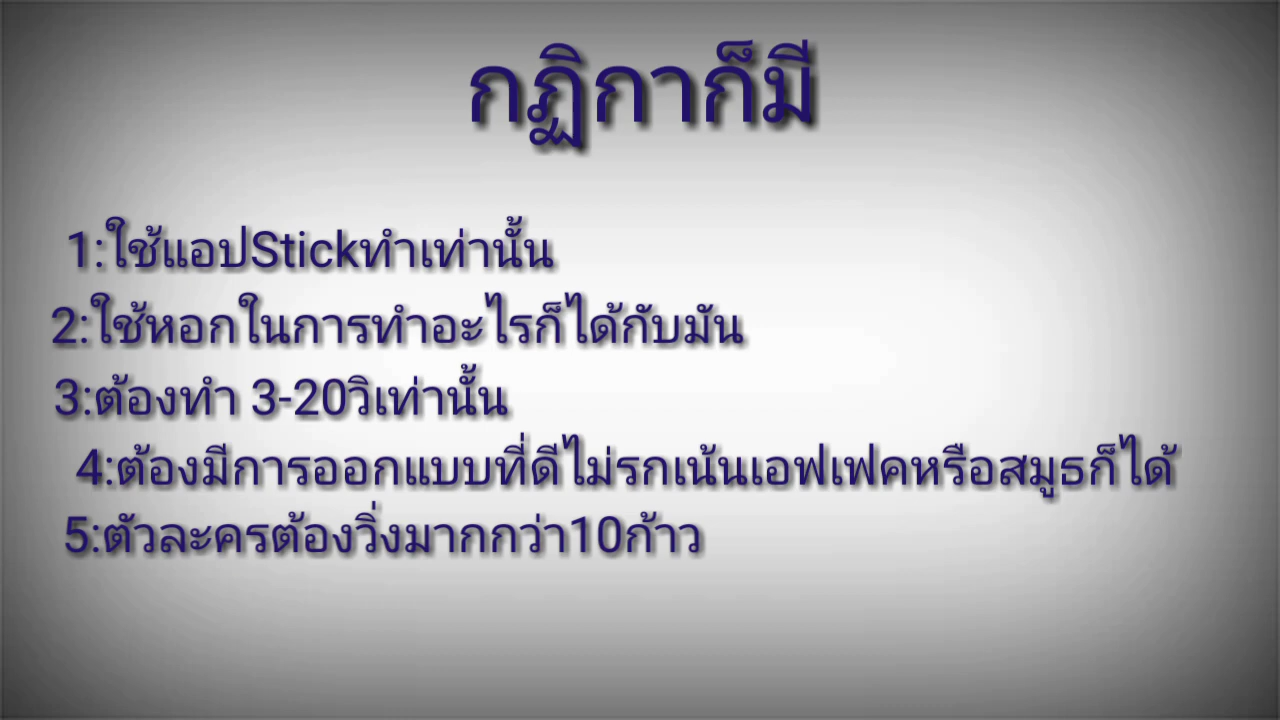 กฏิกาก็มี
1:ใช้แอปStickทำเท่านั้น
2:ใช้หอกในการทำอะไรก็ได้กับมัน
3:ต้องทำ 3-20วิเท่านั้น
4:ต้องมีการออกแบบที่ดีไม่รกเน้นเอฟเฟคหรือสมูธก็ได้
5:ตัวละครต้องวิ่งมากกว่า10ก้าว